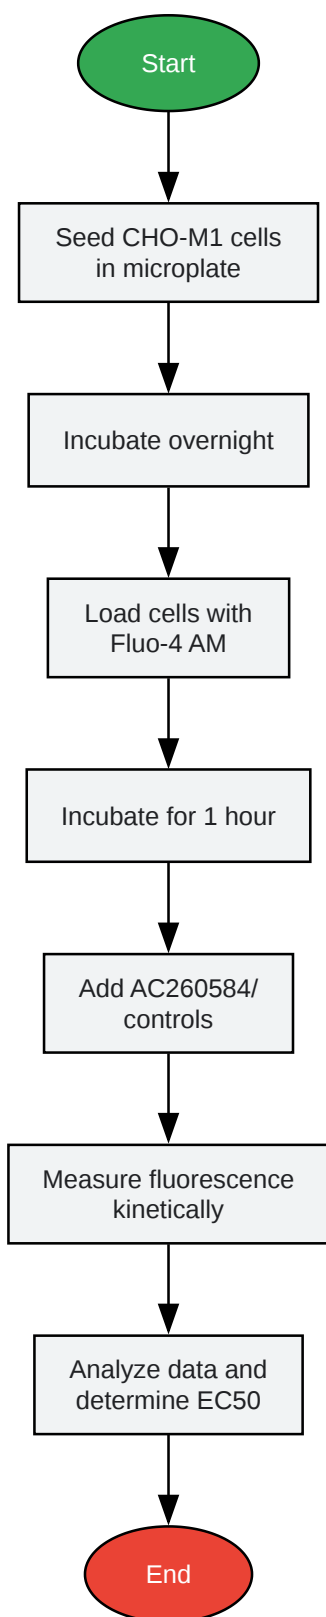 Start
Seed CHO-M1 cells
in microplate
Incubate overnight
Load cells with
Fluo-4 AM
Incubate for 1 hour
Add AC260584/
controls
Measure fluorescence
kinetically
Analyze data and
determine EC50
End